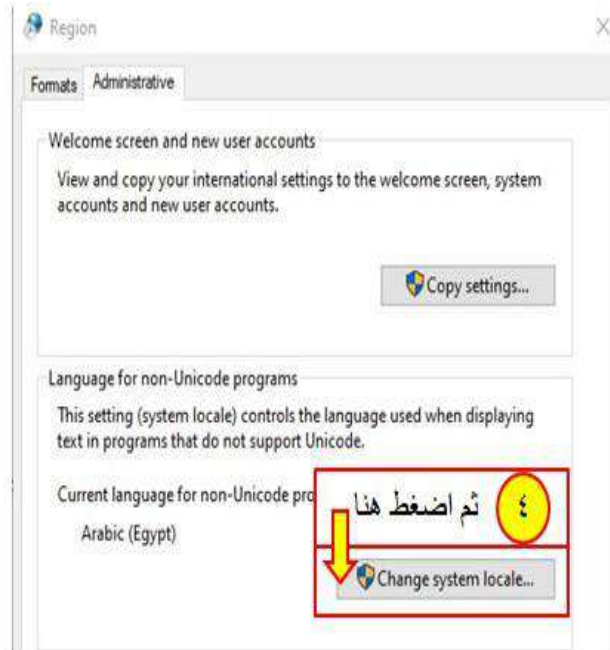 Region
Formats Administrative
Welcome screen and new user accounts
View and copy your international settings to the welcome screen, system
accounts and new user accounts.
Copy settings...
Language for non-Unicode programs
This setting (system locale) controls the language used when displaying
text in programs that do not support Unicode.
Current language for non-Unicode pro
٤ ثم اضغط هنا
Arabic (Egypt)
Change system locale...